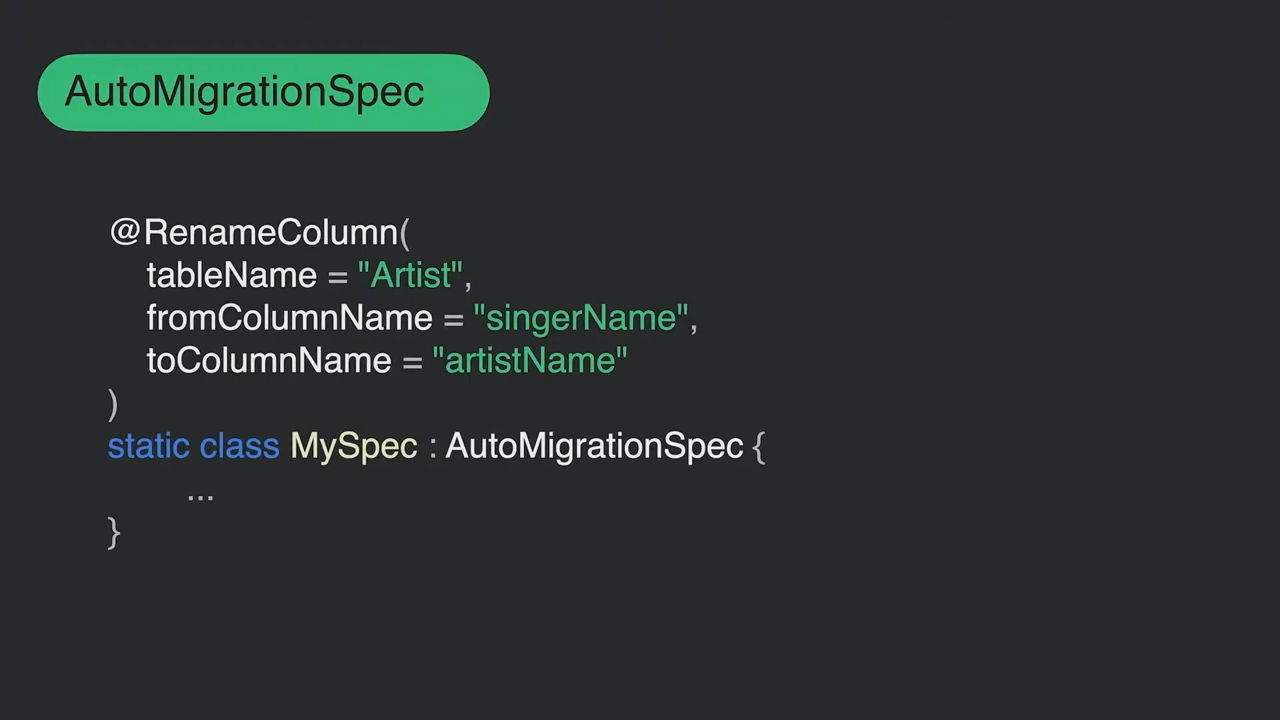 AutoMigrationSpec
@RenameColumn(
tableName = "Artist",
fromColumnName = "singerName",
toColumnName = "artistName"
)
static class MySpec : AutoMigrationSpec {
...
}